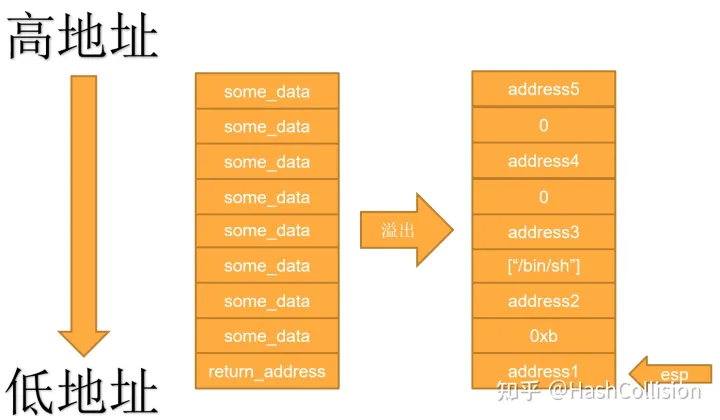 高地址
some_data
some_data
some_data
some_data
some_data
some_data
some_data
some_data
return_address
低地址
溢出
address5
0
address4
0
address3
[“/bin/sh”]
address2
0xb
address1
esp
知乎 @HashCollision